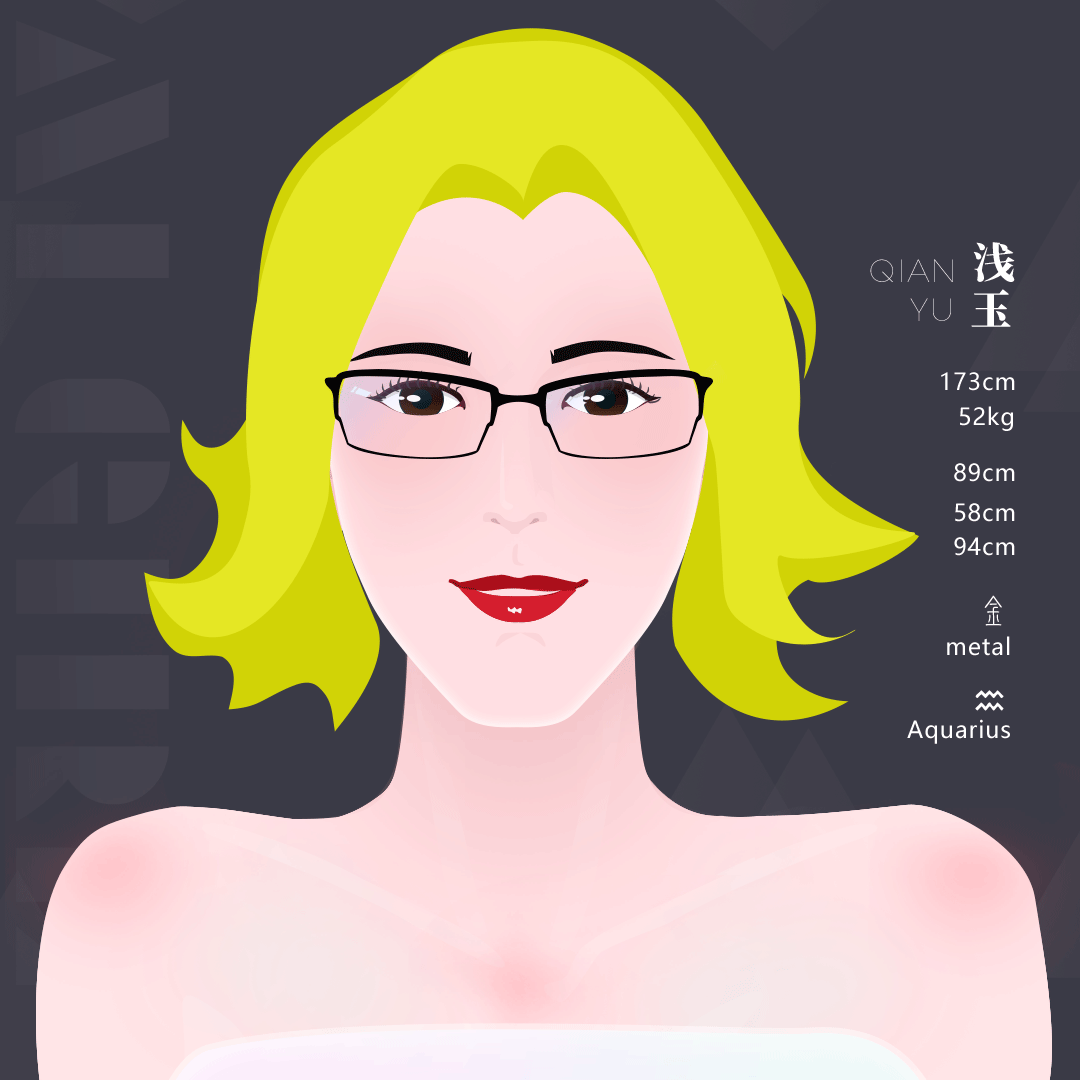 QIAN 浅
YU 玉
173cm
52kg
89cm
58cm
94cm
金
metal
Aquarius